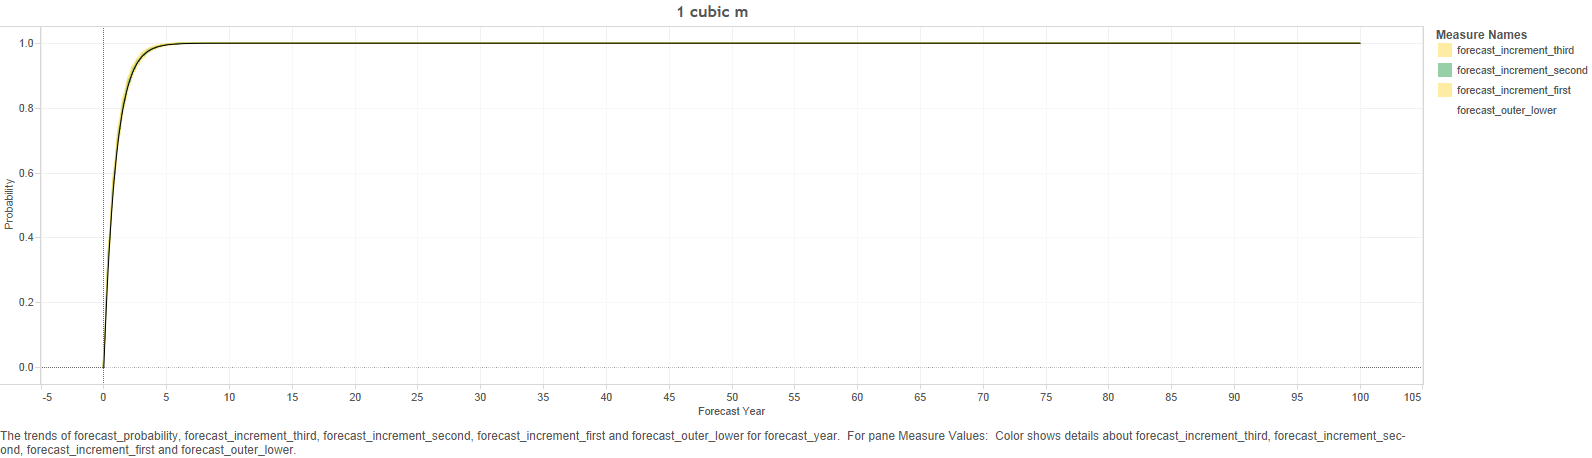 1 cubic m
Measure Names
forecast_increment_third
forecast_increment_second
forecast_increment_first
forecast_outer_lower
1.0
0.8
0.6
0.4
0.2
0.0
Probability
-5 0 5 10 15 20 25 30 35 40 45 50 55 60 65 70 75 80 85 90 95 100 105
Forecast Year
The trends of forecast_probability, forecast_increment_third, forecast_increment_second, forecast_increment_first and forecast_outer_lower for forecast_year.  For pane Measure Values:  Color shows details about forecast_increment_third, forecast_increment_sec-
ond, forecast_increment_first and forecast_outer_lower.